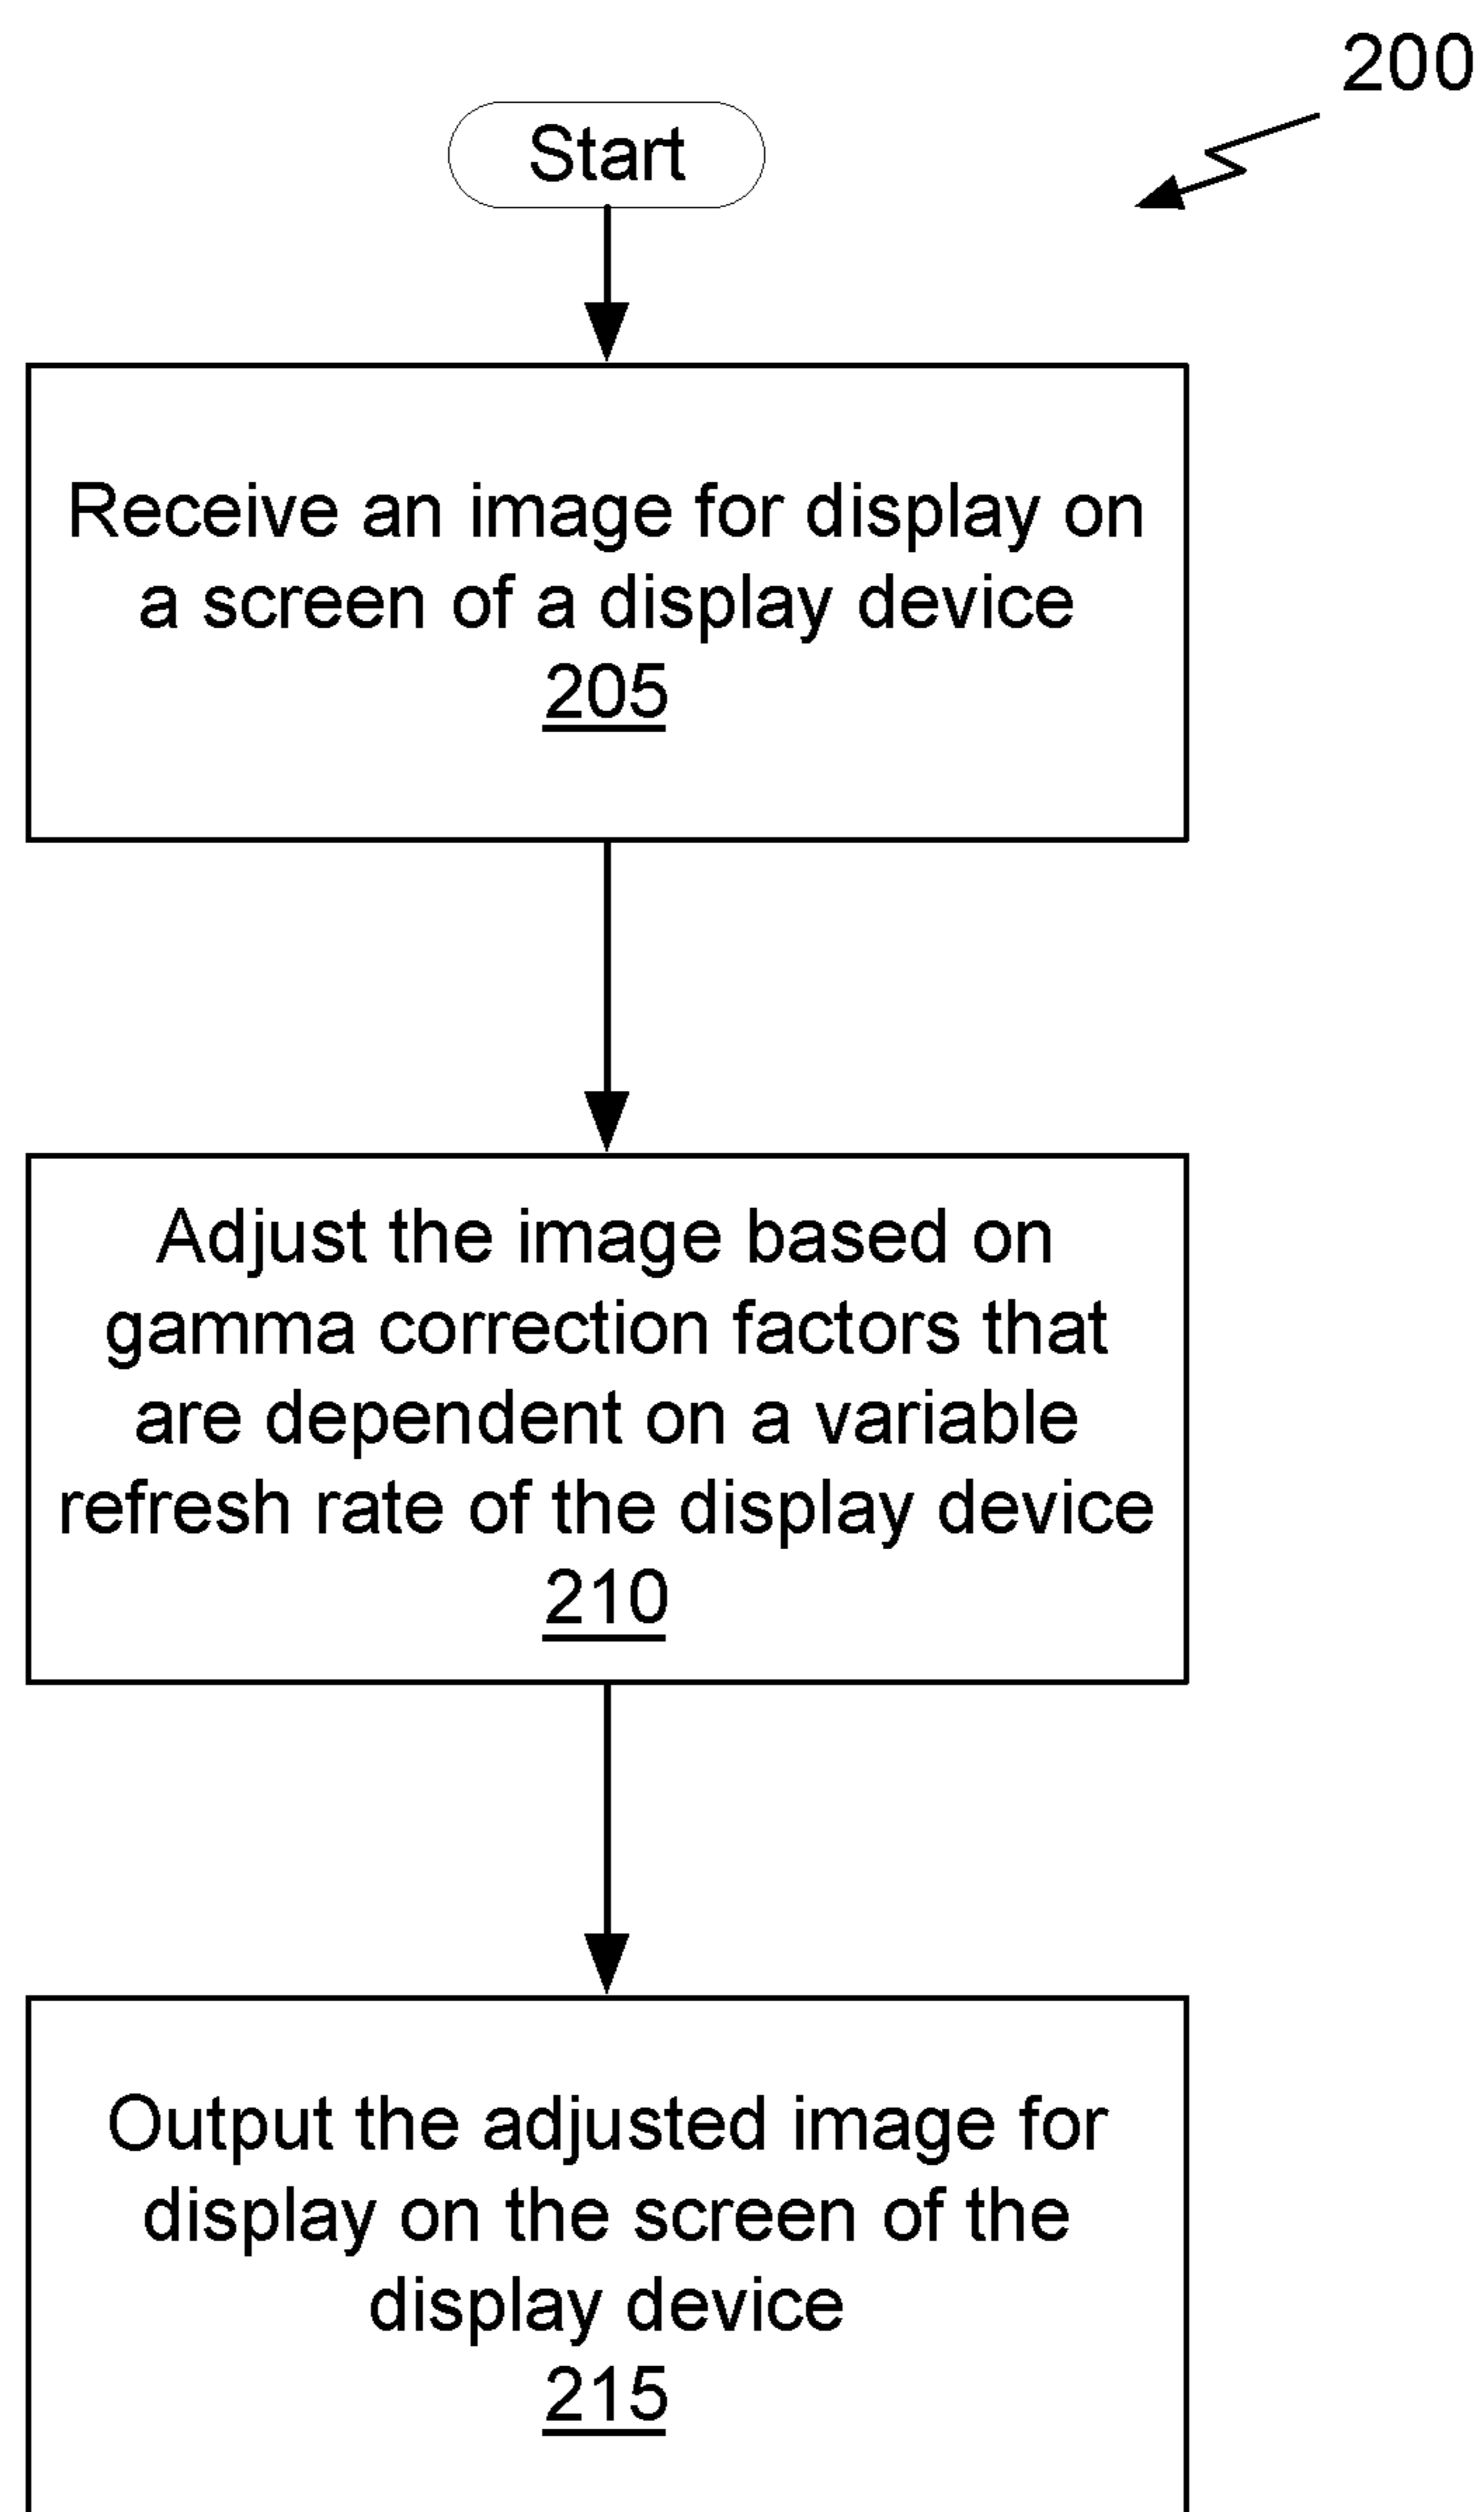 200
Start
Receive an image for display on
a screen of a display device
205
Adjust the image based on
gamma correction factors that
are dependent on a variable
refresh rate of the display device
210
Output the adjusted image for
display on the screen of the
display device
215